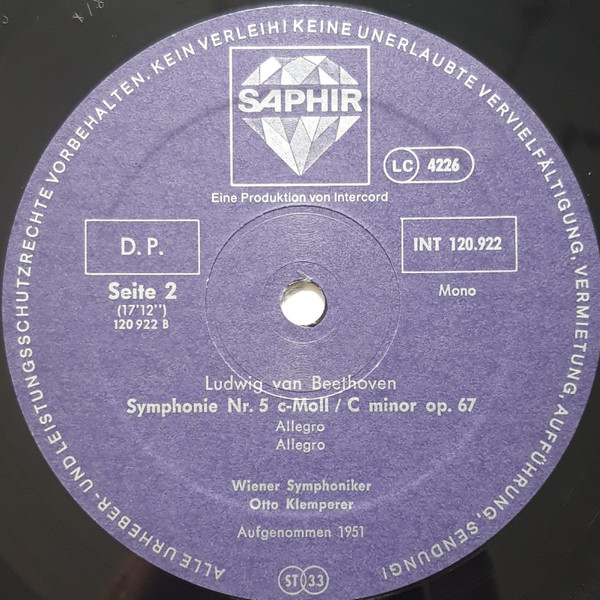 ALLE URHEBER- UND LEISTUNGSSCHUTZRECHTE VORBEHALTEN. KEIN VERLEIH! KEINE UNERLAUBTE VERVIELFÄLTIGUNG, VERMIETUNG, AUFFÜHRUNG, SENDUNG!
SAPHIR
LC 4226
Eine Produktion von Intercord
D.P.
INT 120.922
Seite 2
Mono
(17'12'')
120 922 B
Ludwig van Beethoven
Symphonie Nr. 5 c-Moll / C minor op. 67
Allegro
Allegro
Wiener Symphoniker
Otto Klemperer
Aufgenommen 1951
ST 33